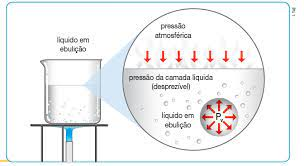 líquido em
ebulição
pressão
atmosférica
pressão da camada líquida
(desprezível)
líquido em
ebulição
P